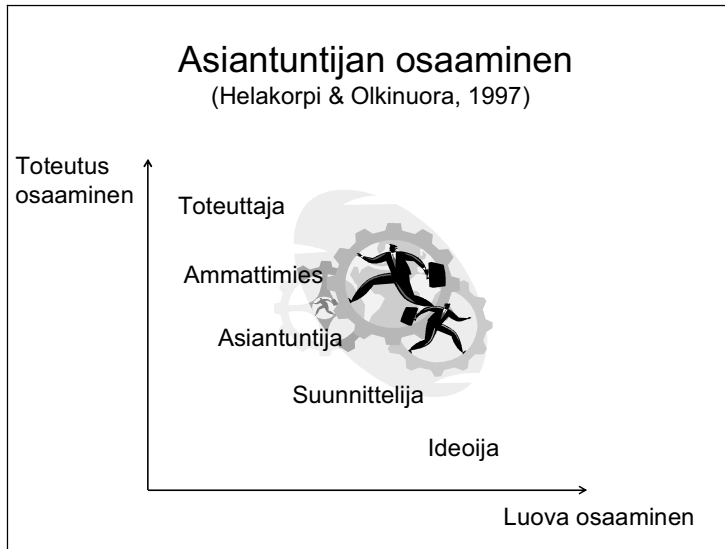 Asiantuntijan osaaminen
(Helakorpi & Olkinuora, 1997)
Toteutus
osaaminen
Toteuttaja
Ammattimies
Asiantuntija
Suunnittelija
Ideoija
Luova osaaminen